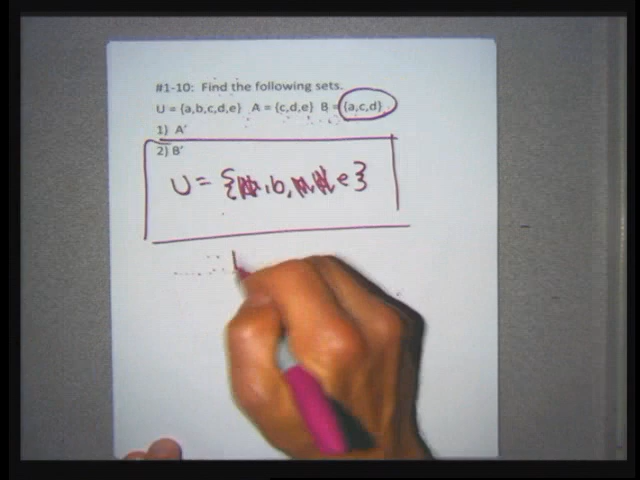 #1-10: Find the following sets.
U = {a,b,c,d,e} A = {c,d,e} B = {a,c,d}
1) A'
2) B'
U = { , b, , , e}